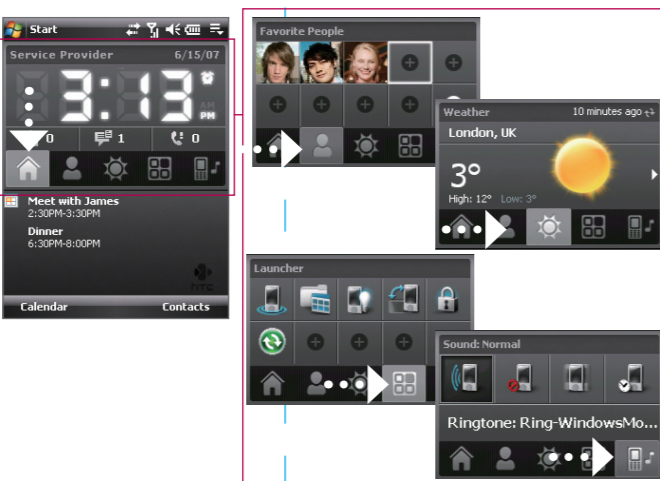 Start
Service Provider 6/15/07
3:13
AM
PM
0 1 0
Meet with James
2:30PM-3:30PM
Dinner
6:30PM-8:00PM
hTC
Calendar Contacts
Favorite People
Weather 10 minutes ago
London, UK
3°
High: 12° Low: 3°
Launcher
Sound: Normal
Ringtone: Ring-WindowsMo...